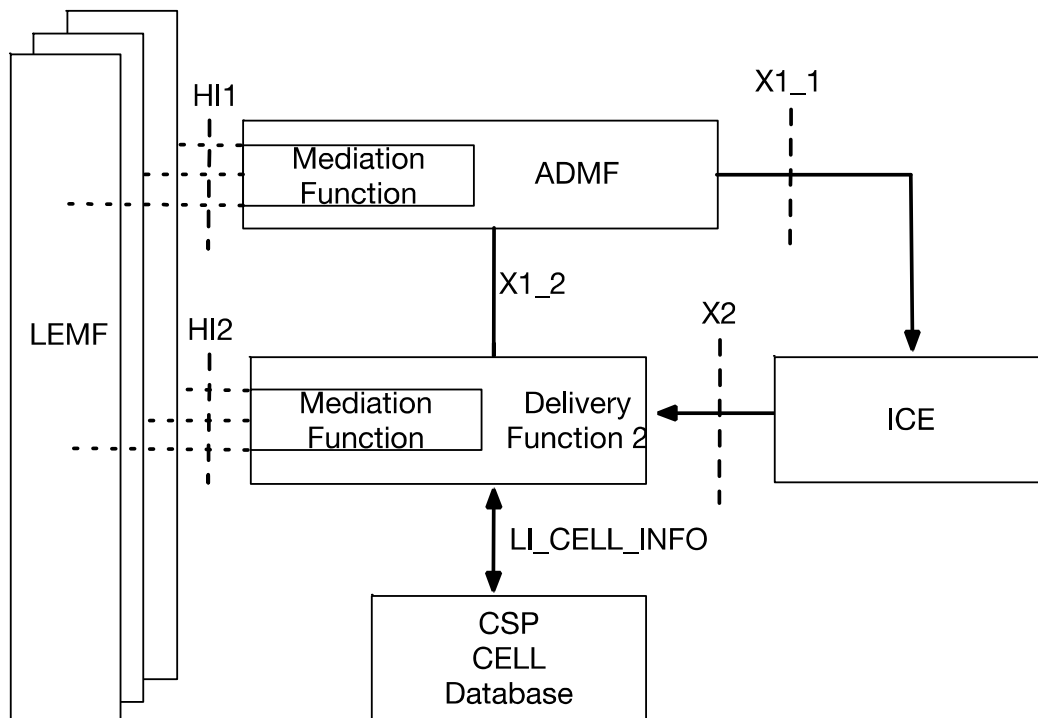 HI1
X1_1
Mediation
Function
ADMF
X1_2
LEMF
HI2
X2
Mediation
Function
Delivery
Function 2
ICE
LI_CELL_INFO
CSP
CELL
Database